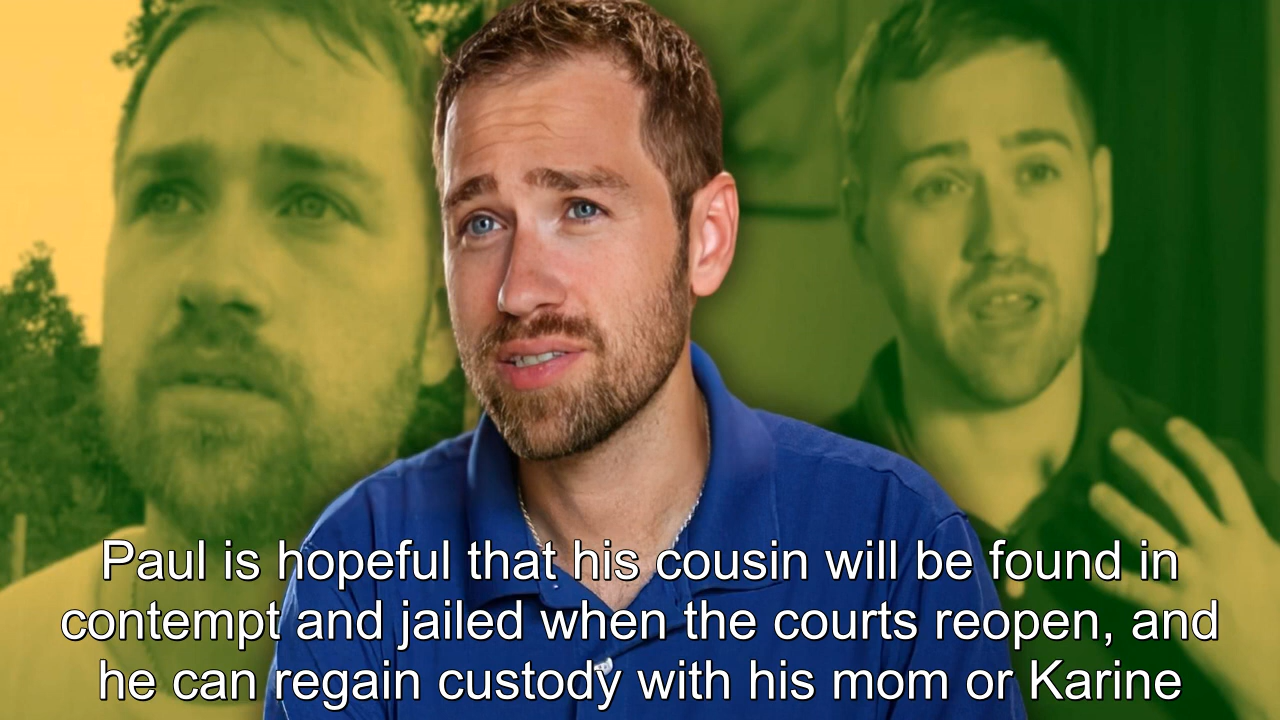 Paul is hopeful that his cousin will be found in
contempt and jailed when the courts reopen, and
he can regain custody with his mom or Karine